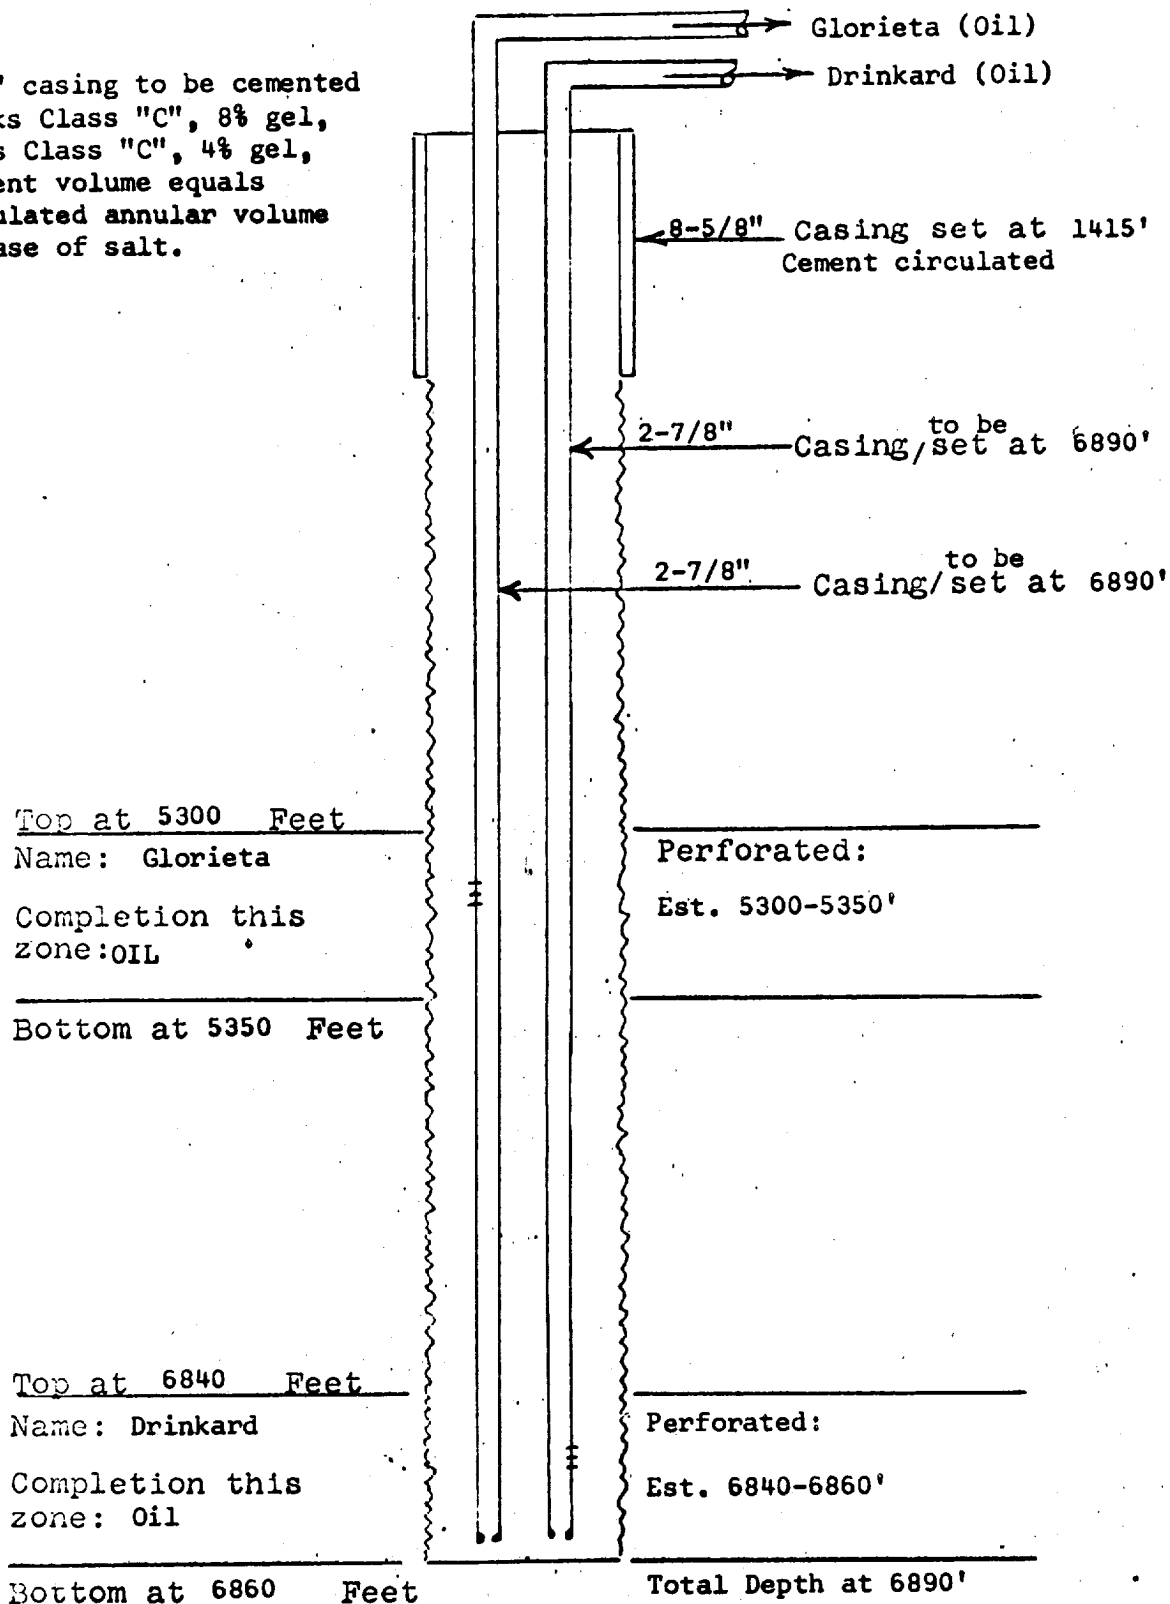 Glorieta (Oil)
Drinkard (Oil)
casing to be cemented
Class "C", 8% gel,
Class "C", 4% gel,
volume equals
annular volume
of salt.
8-5/8" Casing set at 1415'
Cement circulated
2-7/8" Casing/set at 6890'
to be
2-7/8" Casing/set at 6890'
to be
Top at 5300 Feet
Name: Glorieta
Completion this
zone:OIL
Bottom at 5350 Feet
Perforated:
Est. 5300-5350'
Top at 6840 Feet
Name: Drinkard
Completion this
zone: Oil
Bottom at 6860 Feet
Perforated:
Est. 6840-6860'
Total Depth at 6890'